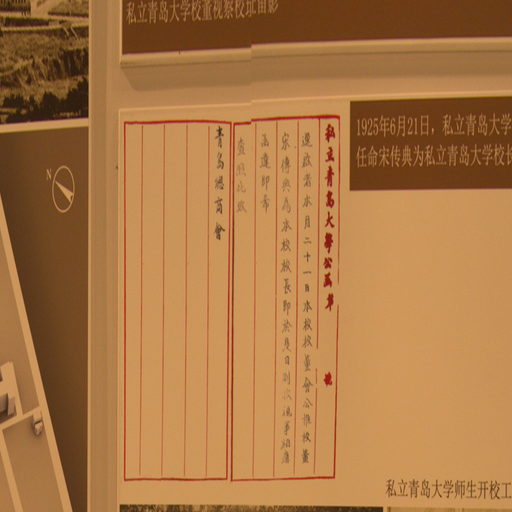 私立青岛大学校董视察校址留影
1925年6月21日，私立青岛大学
任命宋传典为私立青岛大学校长
私立青岛大學公函第 號
逕啟者本月二十一日本校校董會公推校董
宋傳典為本校校長即於是日到校視事相應
函達即希
查照此致
青島總商會
私立青岛大学师生开校工
N